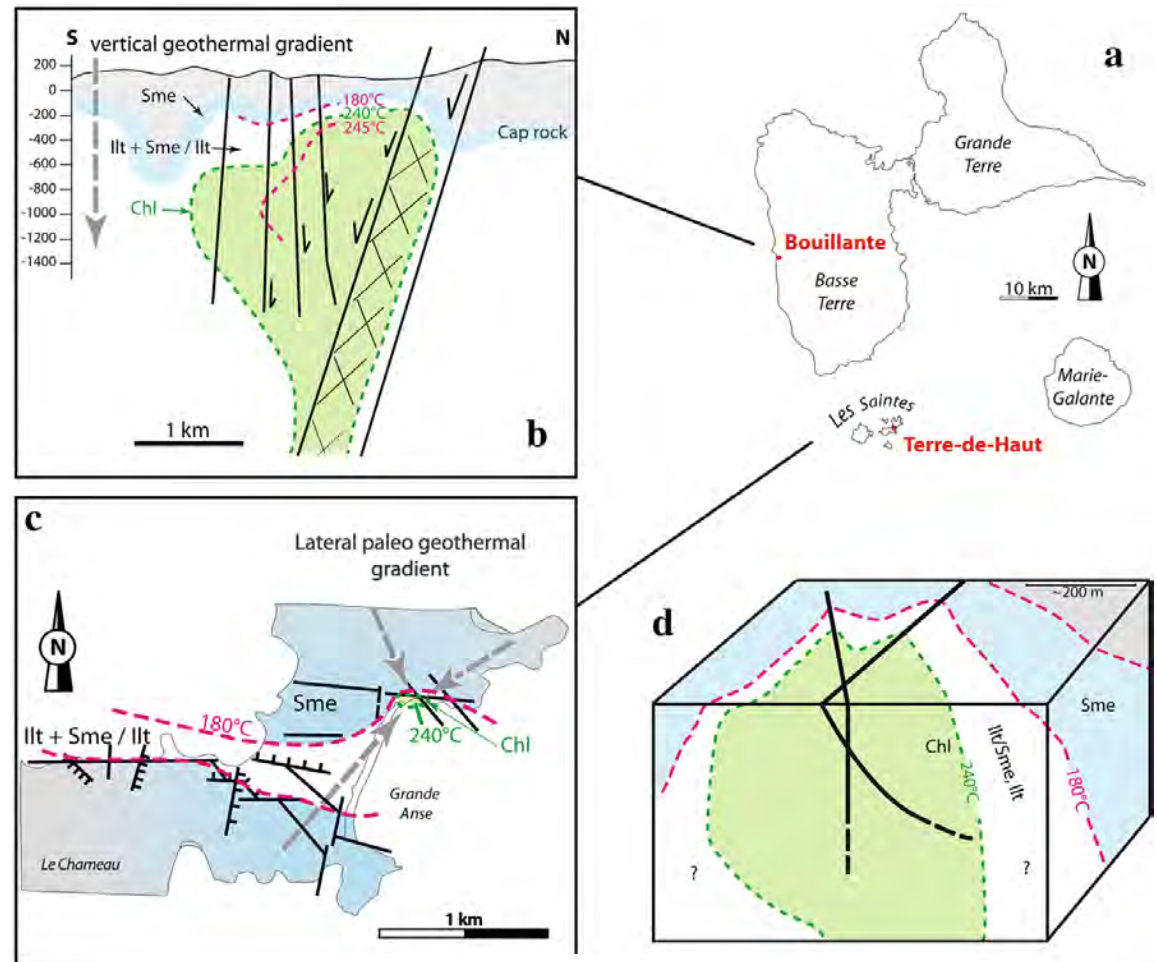 S
vertical geothermal gradient
N
200
0
-200
-400
-600
-800
-1000
-1200
-1400
Sme
Ilt + Sme / Ilt
Chl
180°C
240°C
245°C
Cap rock
1 km
b
a
Grande
Terre
Bouillante
Basse
Terre
N
10 km
Marie-
Galante
Les Saintes
Terre-de-Haut
c
Lateral paleo geothermal
gradient
N
Sme
180°C
Ilt + Sme / Ilt
240°C
Chl
Grande
Anse
Le Chameau
1 km
d
~200 m
Sme
Chl
240°C
Ilt/Sme, Ilt
180°C
?
?